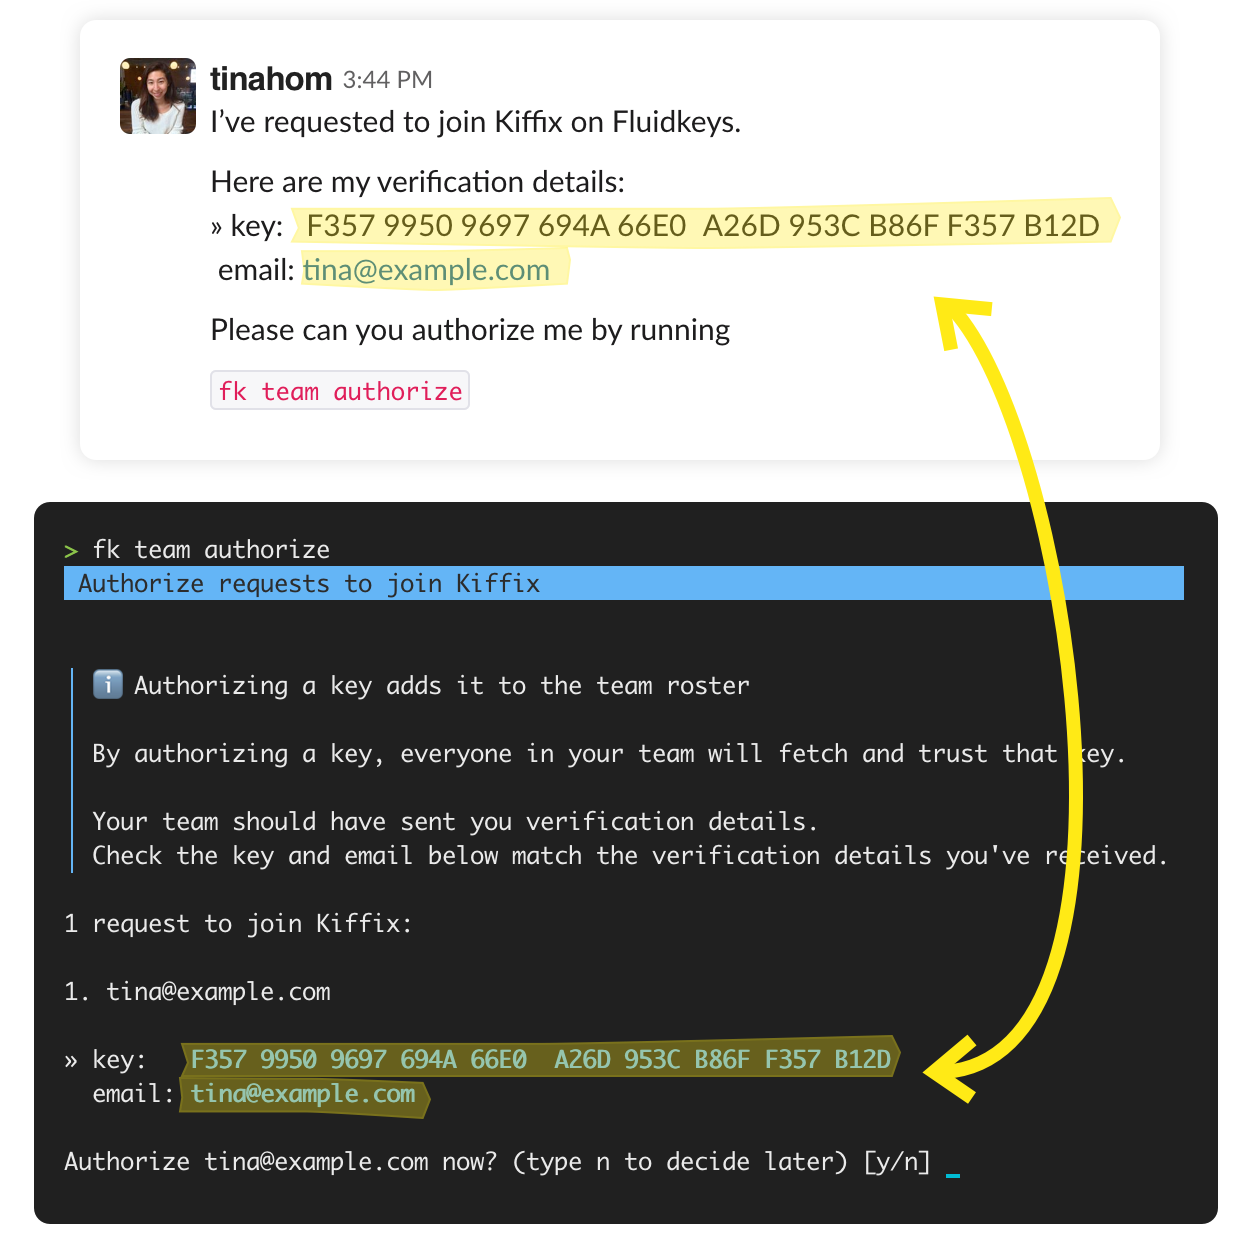 tinahom 3:44 PM
I’ve requested to join Kiffix on Fluidkeys.
Here are my verification details:
» key: F357 9950 9697 694A 66E0  A26D 953C B86F F357 B12D
email: tina@example.com
Please can you authorize me by running
fk team authorize
> fk team authorize
Authorize requests to join Kiffix
i Authorizing a key adds it to the team roster
By authorizing a key, everyone in your team will fetch and trust that key.
Your team should have sent you verification details.
Check the key and email below match the verification details you've received.
1 request to join Kiffix:
1. tina@example.com
» key: F357 9950 9697 694A 66E0  A26D 953C B86F F357 B12D
email: tina@example.com
Authorize tina@example.com now? (type n to decide later) [y/n] _